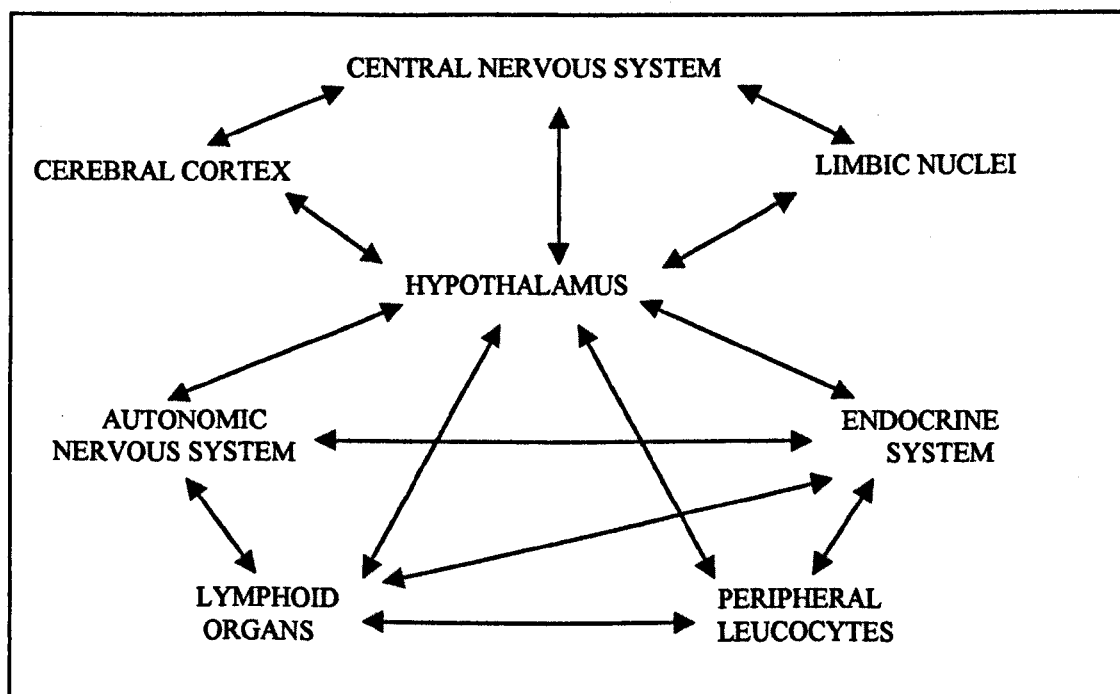 CENTRAL NERVOUS SYSTEM
CEREBRAL CORTEX
LIMBIC NUCLEI
HYPOTHALAMUS
AUTONOMIC
NERVOUS SYSTEM
ENDOCRINE
SYSTEM
LYMPHOID
ORGANS
PERIPHERAL
LEUCOCYTES